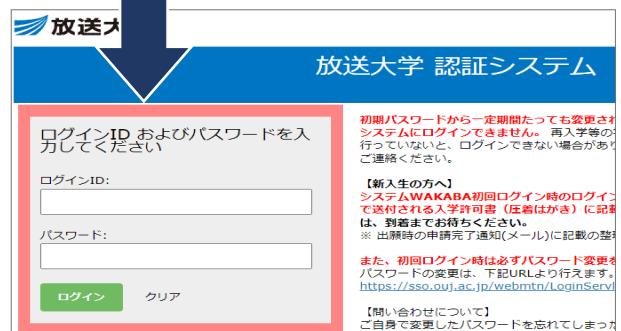 放送大
放送大学 認証システム
ログインID およびパスワードを入
力してください
ログインID:
パスワード:
ログイン
クリア
初期パスワードから一定期間たっても変更され
システムにログインできません。 再入学等の
行っていないと、ログインできない場合があり
ご連絡ください。
【新入生の方へ】
システムWAKABA初回ログイン時のログイン
で送付される入学許可書（圧着はがき）に記載
は、到着までお待ちください。
※ 出願時の申請完了通知(メール)に記載の整理
また、初回ログイン時は必ずパスワード変更を
パスワードの変更は、下記URLより行えます。
https://sso.ouj.ac.jp/webmtn/LoginServl
【問い合わせについて】
ご自身で変更したパスワードを忘れてしまった